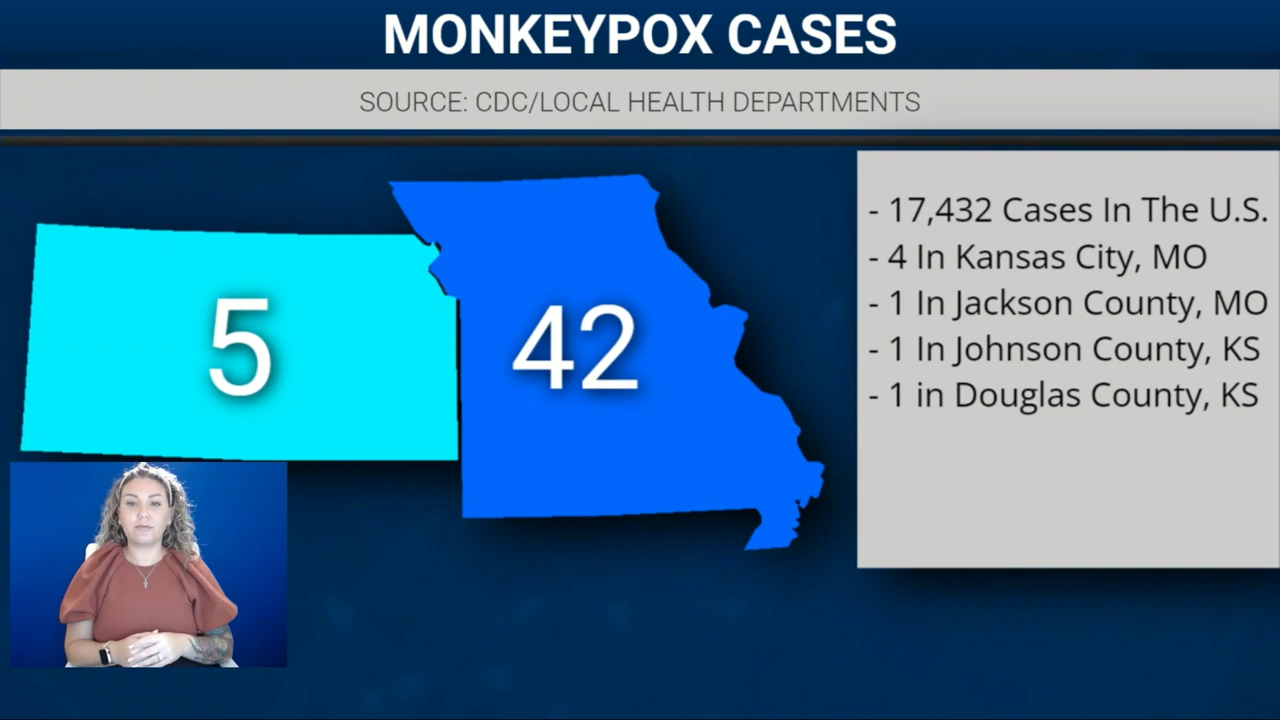 MONKEYPOX CASES
SOURCE: CDC/LOCAL HEALTH DEPARTMENTS
5
42
- 17,432 Cases In The U.S.
- 4 In Kansas City, MO
- 1 In Jackson County, MO
- 1 In Johnson County, KS
- 1 in Douglas County, KS